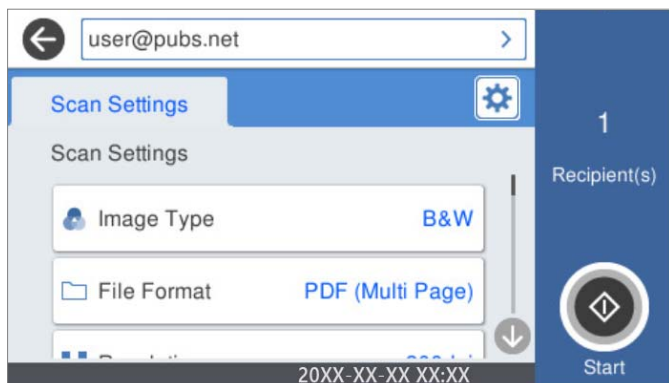 user@pubs.net
Scan Settings
1
Scan Settings
Recipient(s)
Image Type B&W
File Format PDF (Multi Page)
20XX-XX-XX XX:XX
Start